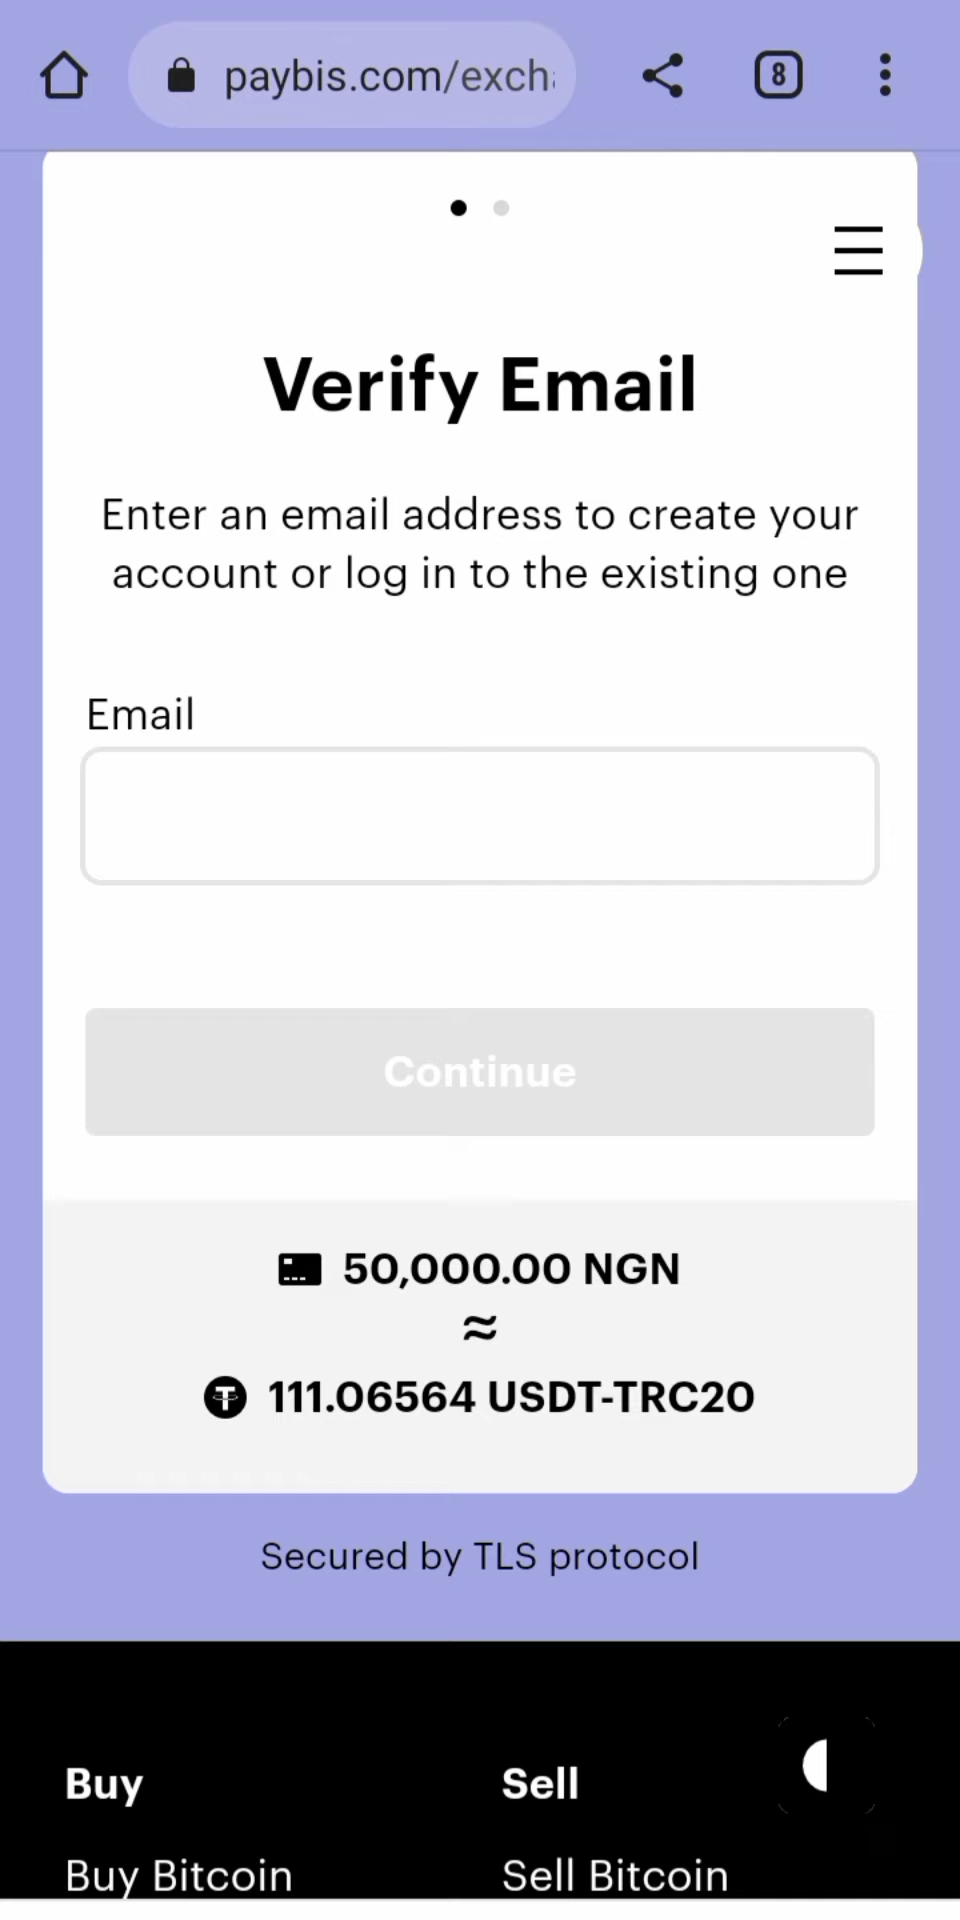 paybis.com/exch
8
Verify Email
Enter an email address to create your
account or log in to the existing one
Email
Continue
50,000.00 NGN
≈
111.06564 USDT-TRC20
Secured by TLS protocol
Buy
Sell
Buy Bitcoin
Sell Bitcoin